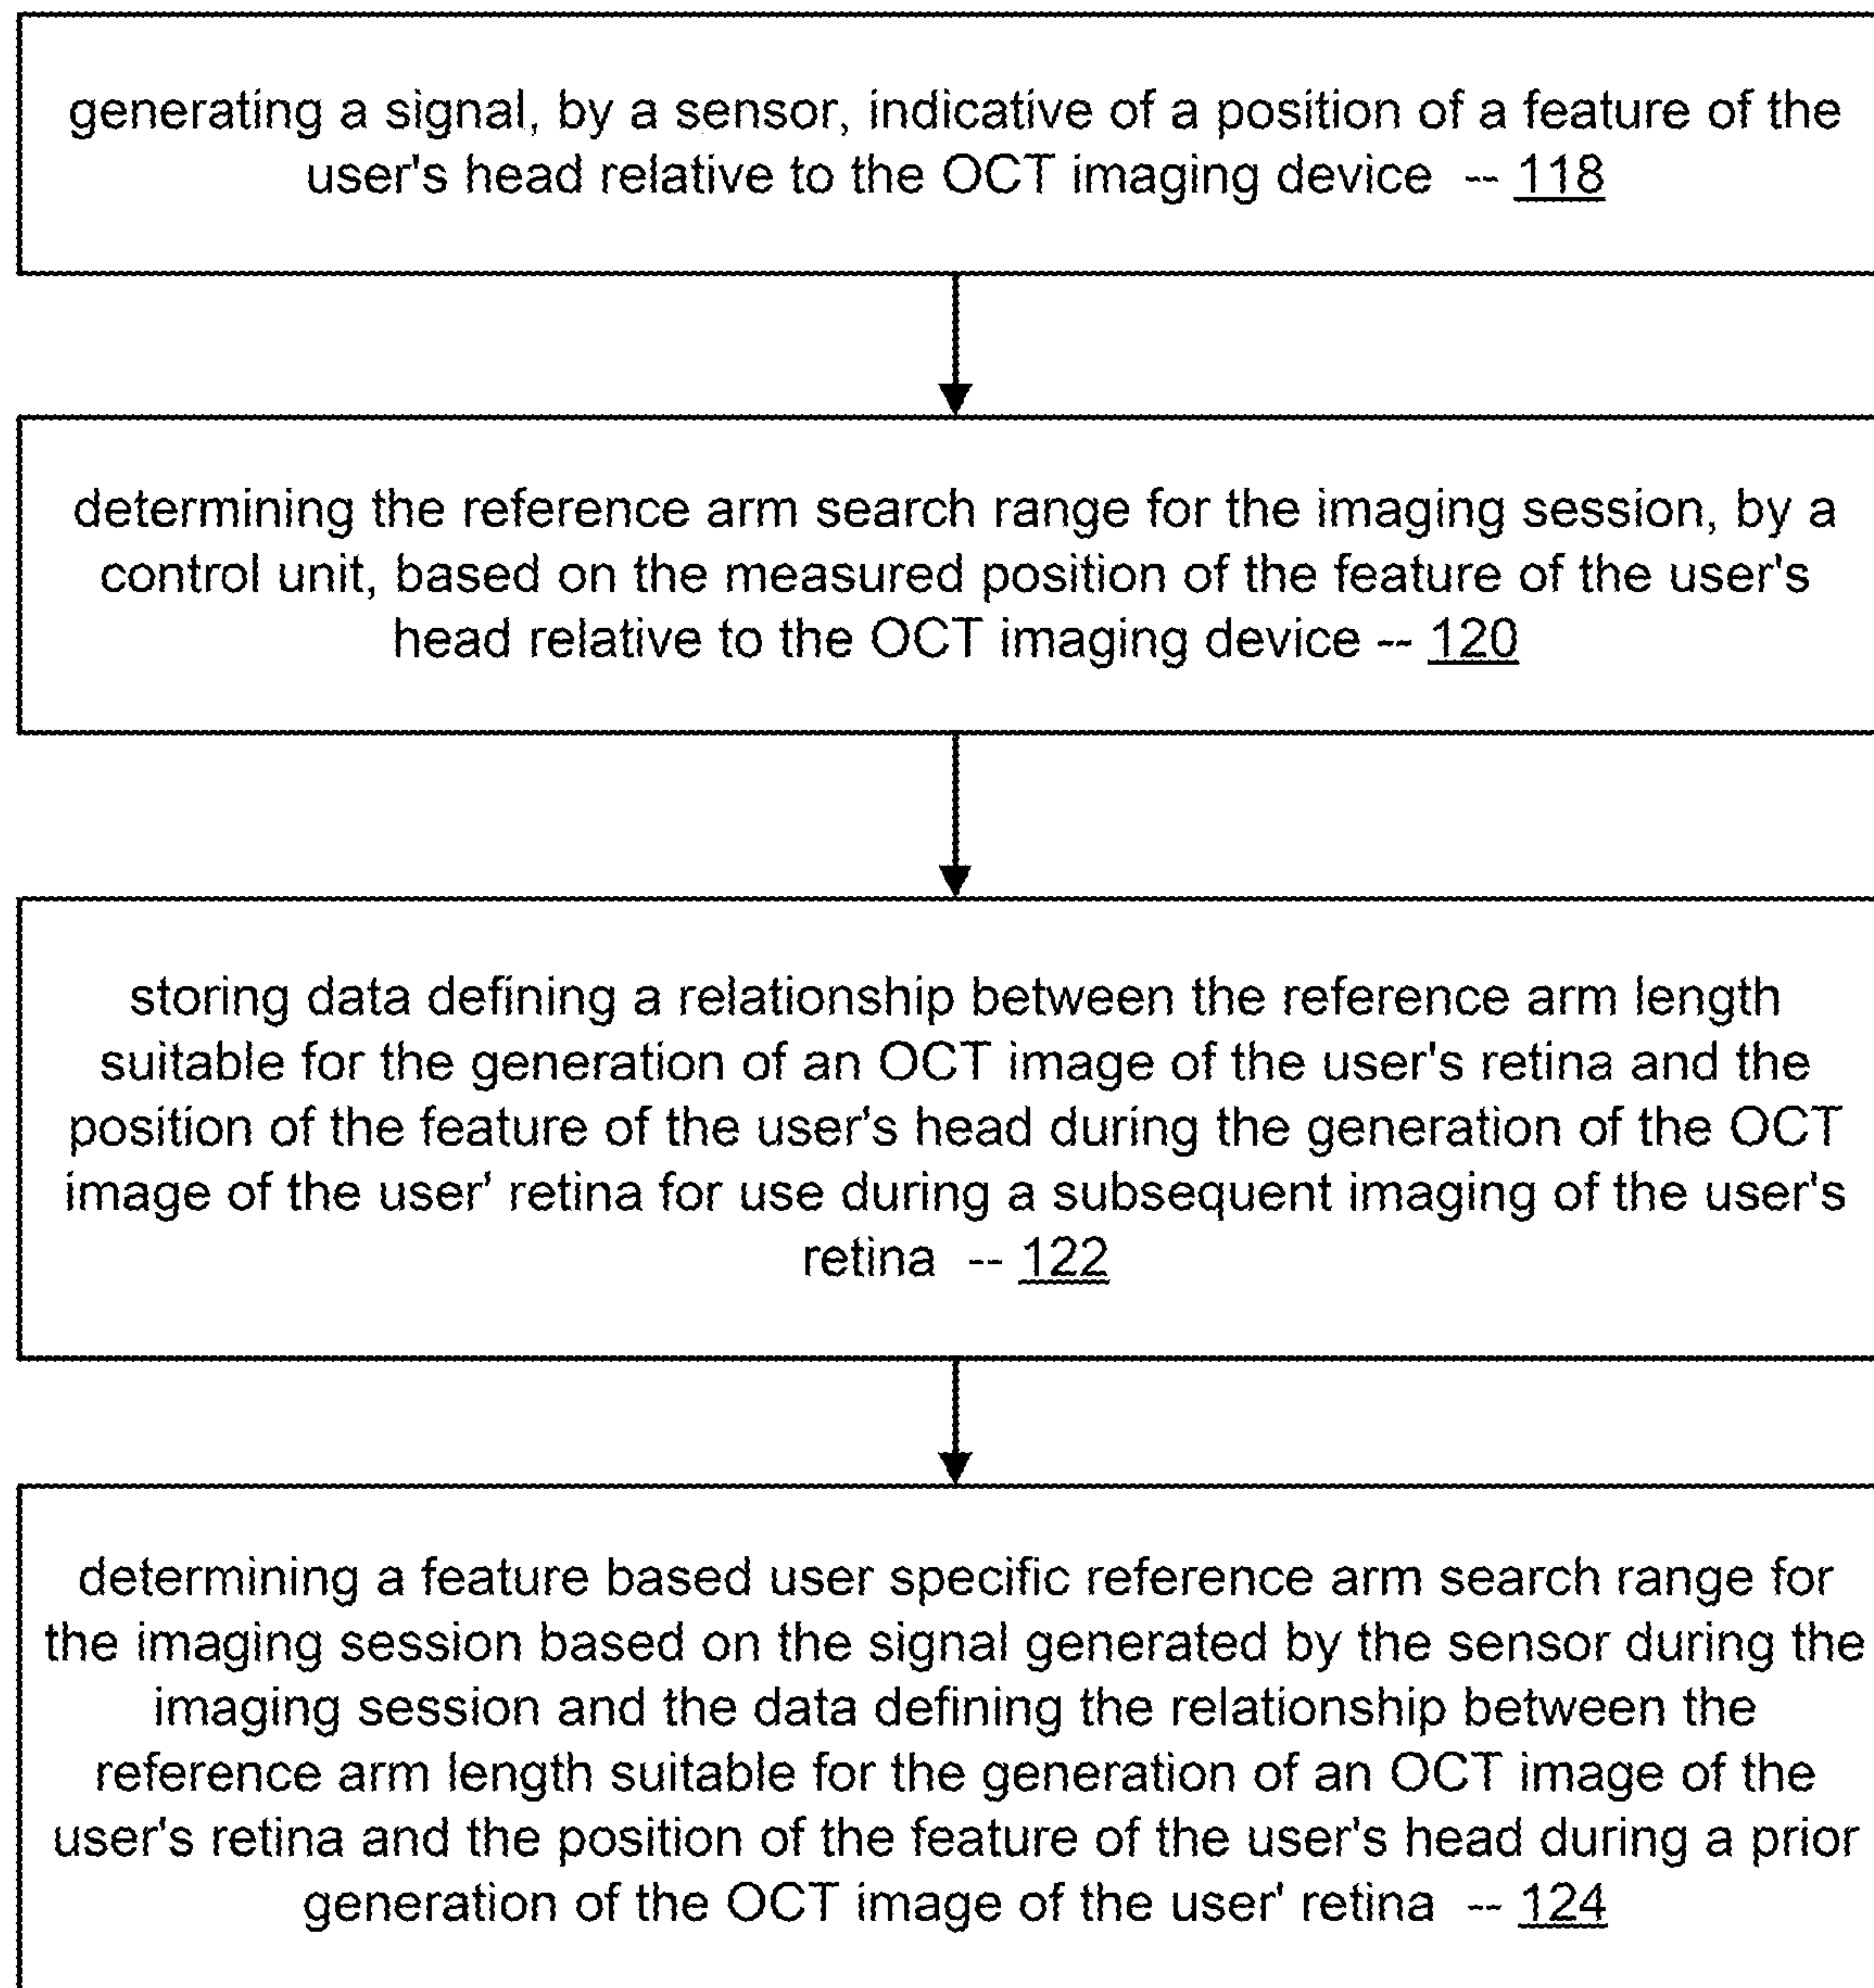 generating a signal, by a sensor, indicative of a position of a feature of the
user's head relative to the OCT imaging device -- 118
determining the reference arm search range for the imaging session, by a
control unit, based on the measured position of the feature of the user's
head relative to the OCT imaging device -- 120
storing data defining a relationship between the reference arm length
suitable for the generation of an OCT image of the user's retina and the
position of the feature of the user's head during the generation of the OCT
image of the user' retina for use during a subsequent imaging of the user's
retina -- 122
determining a feature based user specific reference arm search range for
the imaging session based on the signal generated by the sensor during the
imaging session and the data defining the relationship between the
reference arm length suitable for the generation of an OCT image of the
user's retina and the position of the feature of the user's head during a prior
generation of the OCT image of the user' retina -- 124